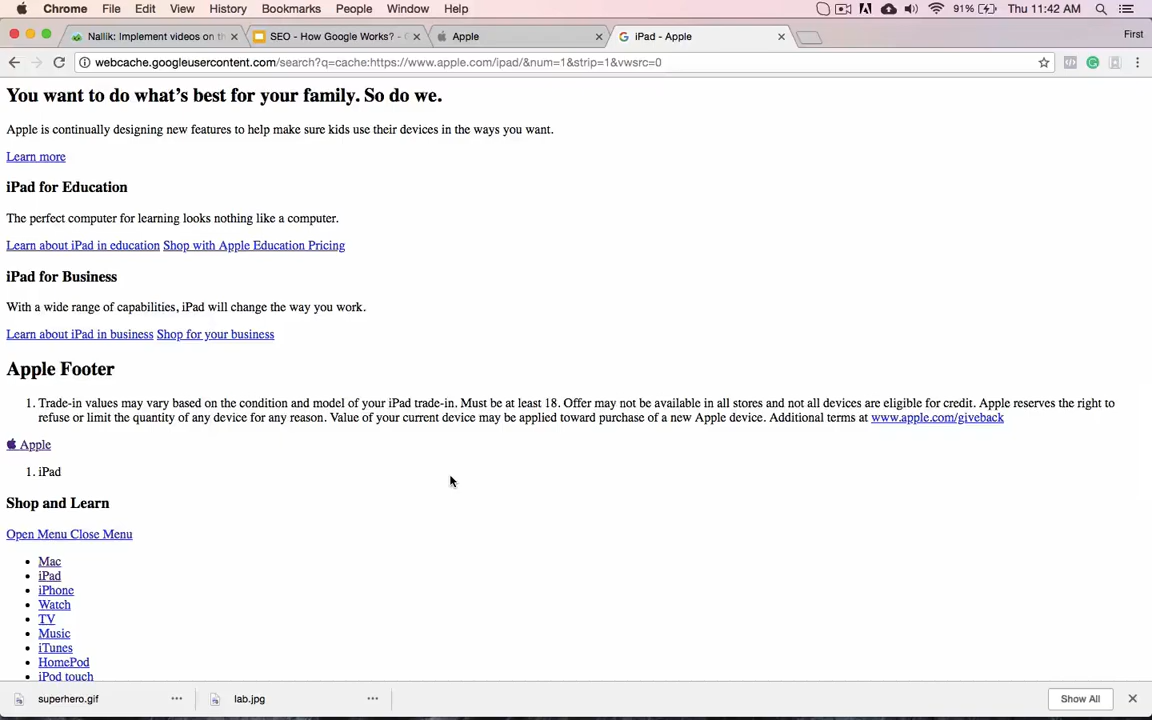 Chrome File Edit View History Bookmarks People Window Help 91% Thu 11:42 AM
Nallik: Implement videos on th SEO - How Google Works? - G Apple iPad - Apple First
webcache.googleusercontent.com/search?q=cache:https://www.apple.com/ipad/&num=1&strip=1&vwsrc=0
You want to do what's best for your family. So do we.
Apple is continually designing new features to help make sure kids use their devices in the ways you want.
Learn more
iPad for Education
The perfect computer for learning looks nothing like a computer.
Learn about iPad in education Shop with Apple Education Pricing
iPad for Business
With a wide range of capabilities, iPad will change the way you work.
Learn about iPad in business Shop for your business
Apple Footer
1. Trade-in values may vary based on the condition and model of your iPad trade-in. Must be at least 18. Offer may not be available in all stores and not all devices are eligible for credit. Apple reserves the right to
refuse or limit the quantity of any device for any reason. Value of your current device may be applied toward purchase of a new Apple device. Additional terms at www.apple.com/giveback
Apple
1. iPad
Shop and Learn
Open Menu Close Menu
• Mac
• iPad
• iPhone
• Watch
• TV
• Music
• iTunes
• HomePod
• iPod touch
superhero.gif lab.jpg Show All